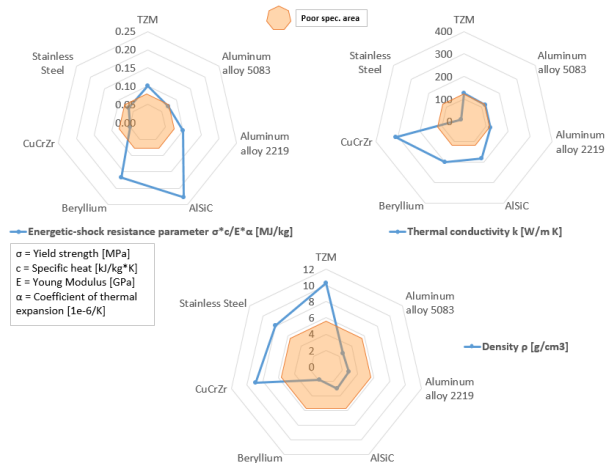 Poor spec. area
TZM
0.25
0.20
0.15
0.10
0.05
0.00
Stainless
Steel
Aluminum
alloy 5083
CuCrZr
Aluminum
alloy 2219
Beryllium
AlSiC
Energetic-shock resistance parameter σ*c/E*α [MJ/kg]
TZM
400
300
200
100
0
Stainless
Steel
Aluminum
alloy 5083
CuCrZr
Aluminum
alloy 2219
Beryllium
AlSiC
Thermal conductivity k [W/m K]
σ = Yield strength [MPa]
c = Specific heat [kJ/kg*K]
E = Young Modulus [GPa]
α = Coefficient of thermal
expansion [1e-6/K]
TZM
12
10
8
6
4
2
0
Stainless Steel
Aluminum
alloy 5083
CuCrZr
Aluminum
alloy 2219
Beryllium
AlSiC
Density ρ [g/cm3]